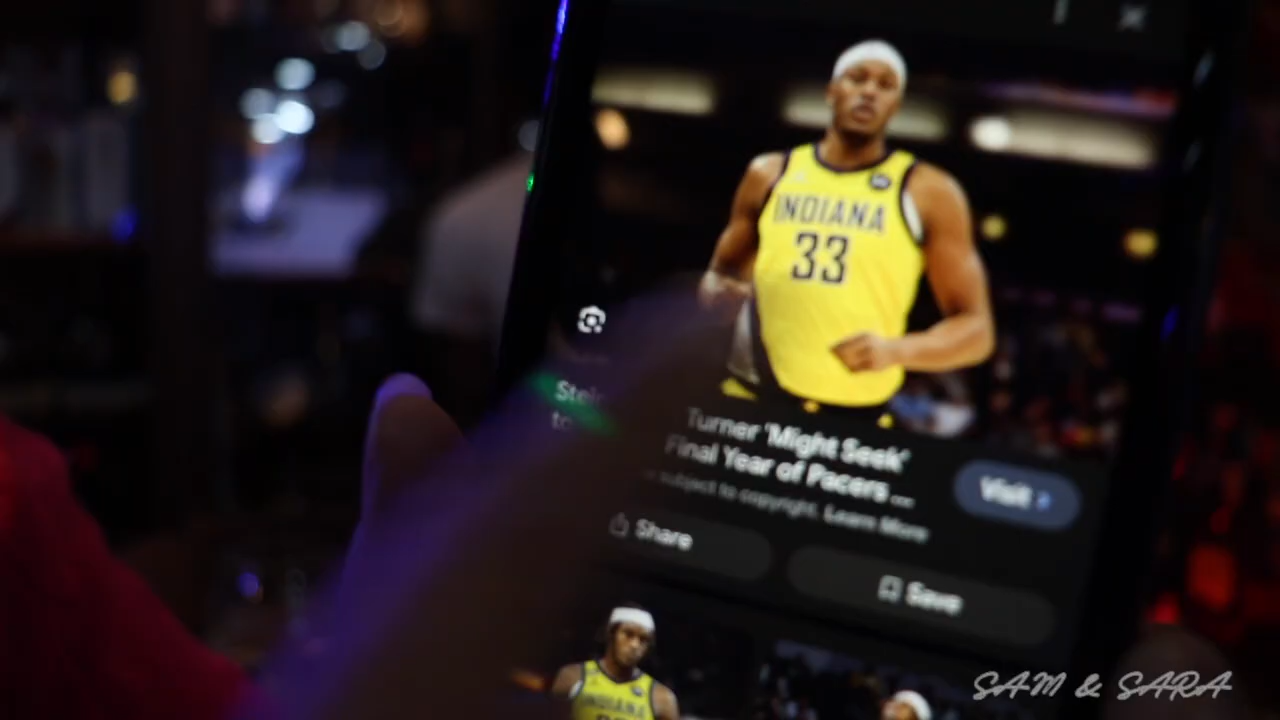 INDIANA
33
Turner 'Might Seek'
Final Year of Pacers ...
subject to copyright. Learn More
Visit
Share
Save
INDIANA
SAM & SARA